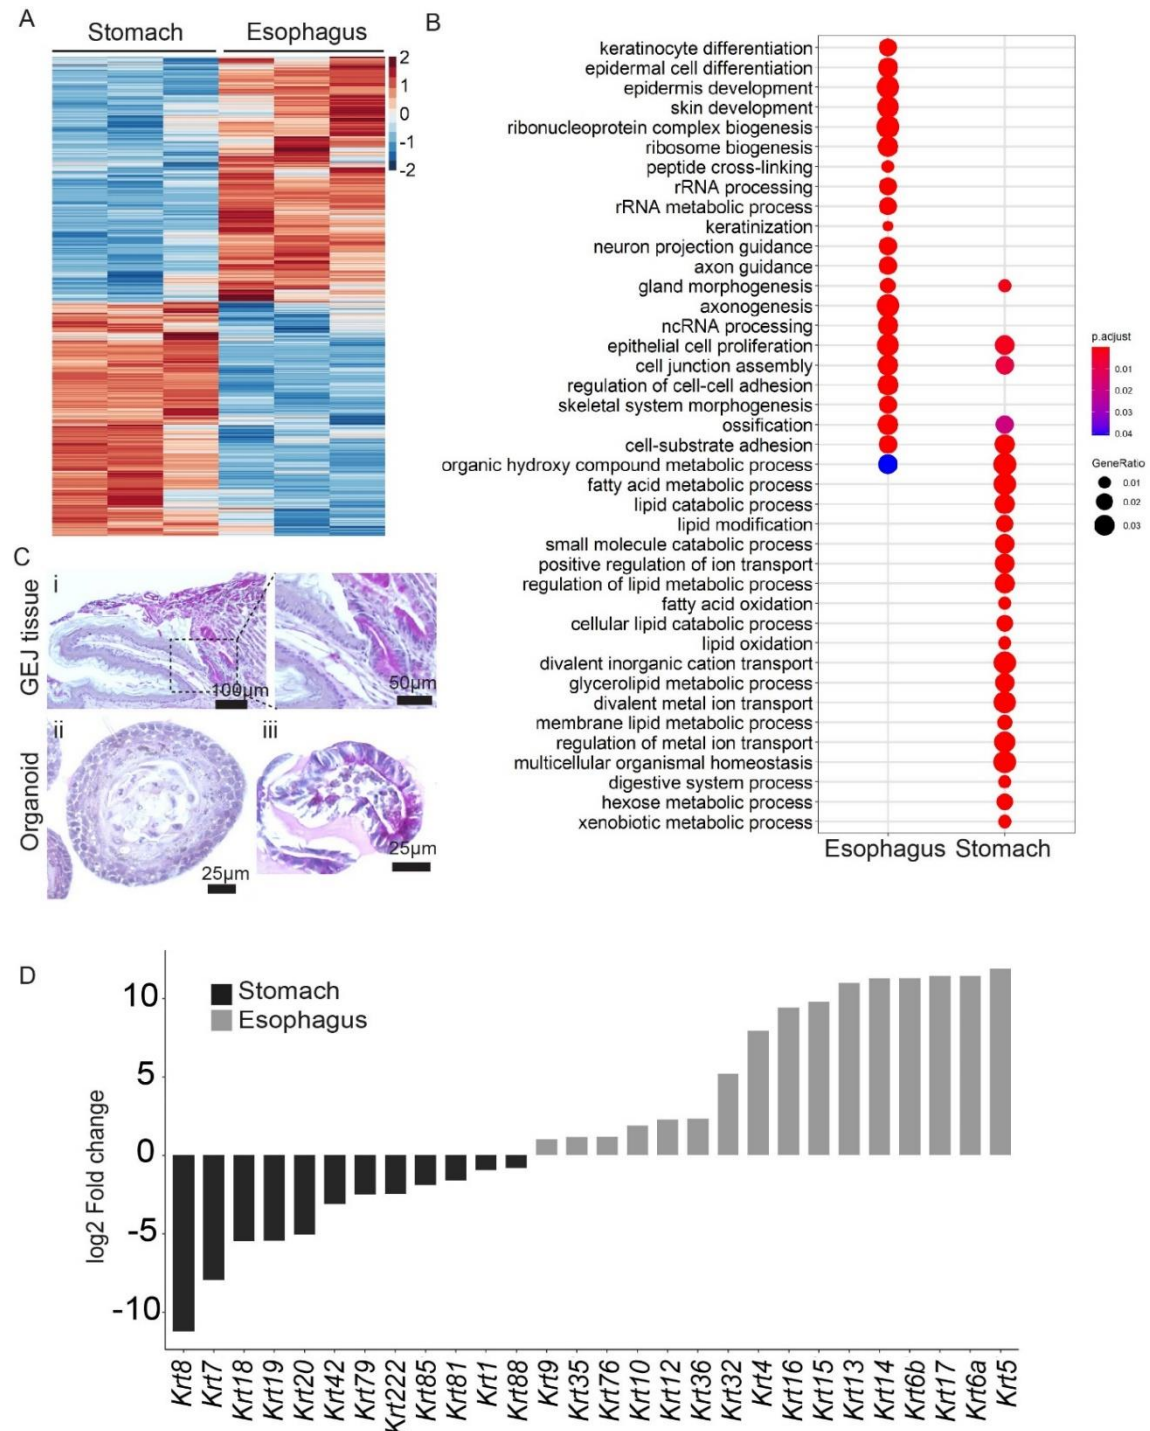 A
Stomach Esophagus
2
1
0
-1
-2
B
keratinocyte differentiation
epidermal cell differentiation
epidermis development
skin development
ribonucleoprotein complex biogenesis
ribosome biogenesis
peptide cross-linking
rRNA processing
rRNA metabolic process
keratinization
neuron projection guidance
axon guidance
gland morphogenesis
axonogenesis
ncRNA processing
epithelial cell proliferation
cell junction assembly
regulation of cell-cell adhesion
skeletal system morphogenesis
ossification
cell-substrate adhesion
organic hydroxy compound metabolic process
fatty acid metabolic process
lipid catabolic process
lipid modification
small molecule catabolic process
positive regulation of ion transport
regulation of lipid metabolic process
fatty acid oxidation
cellular lipid catabolic process
lipid oxidation
divalent inorganic cation transport
glycerolipid metabolic process
divalent metal ion transport
membrane lipid metabolic process
regulation of metal ion transport
multicellular organismal homeostasis
digestive system process
hexose metabolic process
xenobiotic metabolic process
Esophagus Stomach
p.adjust
0.01
0.02
0.03
0.04
GeneRatio
0.01
0.02
0.03
C
GEJ tissue
i
100µm
50µm
Organoid
ii
25µm
iii
25µm
D
Stomach
Esophagus
log2 Fold change
10
5
0
-5
-10
Krt8
Krt7
Krt18
Krt19
Krt20
Krt42
Krt79
Krt222
Krt85
Krt81
Krt1
Krt88
Krt9
Krt35
Krt76
Krt10
Krt12
Krt36
Krt32
Krt4
Krt16
Krt15
Krt13
Krt14
Krt6b
Krt17
Krt6a
Krt5